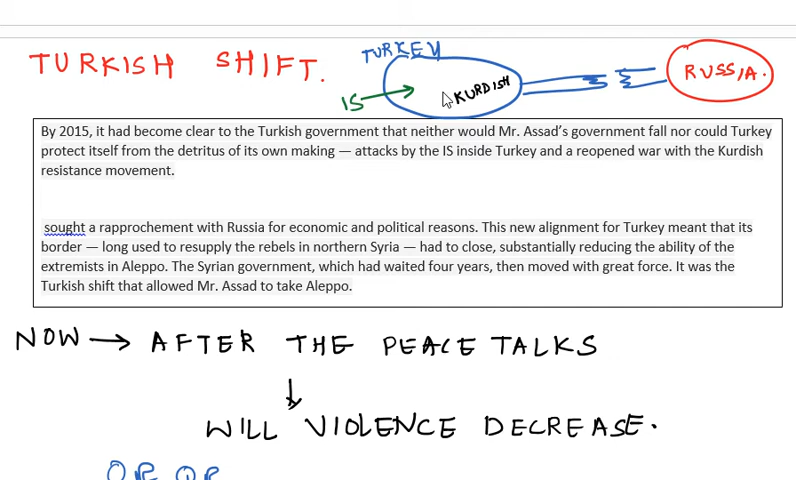 TURKISH SHIFT.
TURKEY
IS
KURDISH
RUSSIA.
By 2015, it had become clear to the Turkish government that neither would Mr. Assad's government fall nor could Turkey
protect itself from the detritus of its own making — attacks by the IS inside Turkey and a reopened war with the Kurdish
resistance movement.
sought a rapprochement with Russia for economic and political reasons. This new alignment for Turkey meant that its
border — long used to resupply the rebels in northern Syria — had to close, substantially reducing the ability of the
extremists in Aleppo. The Syrian government, which had waited four years, then moved with great force. It was the
Turkish shift that allowed Mr. Assad to take Aleppo.
NOW → AFTER THE PEACE TALKS
WILL VIOLENCE DECREASE.